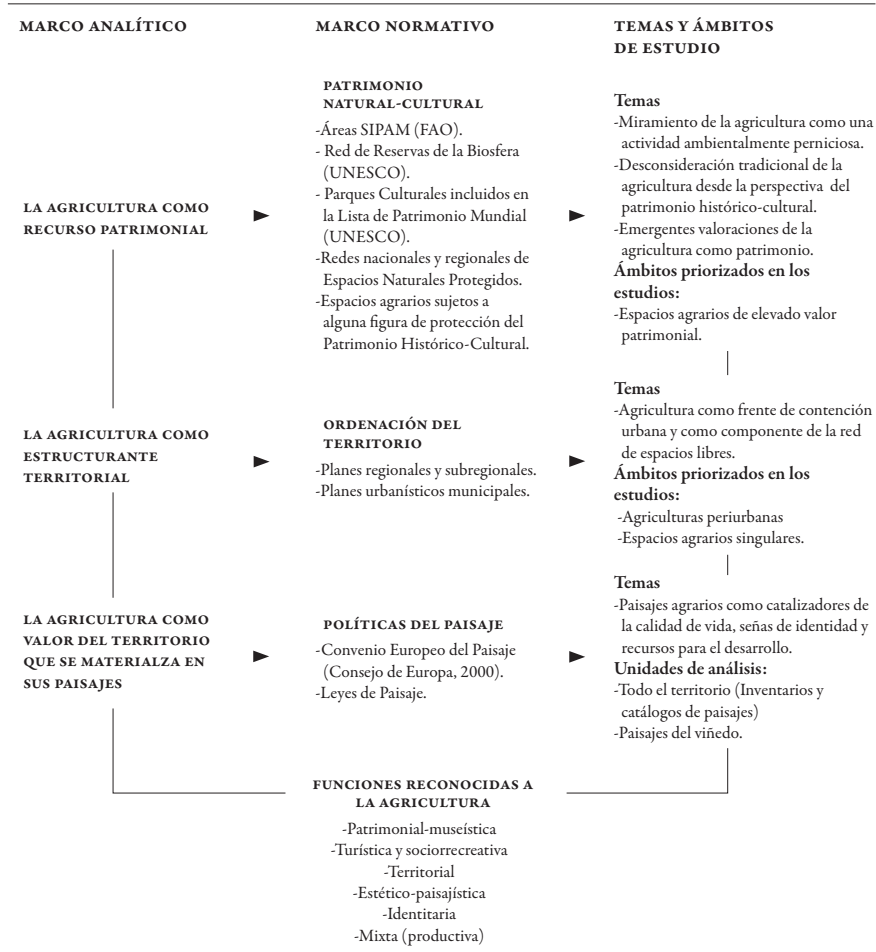 MARCO ANALÍTICO
MARCO NORMATIVO
TEMAS Y ÁMBITOS
DE ESTUDIO
LA AGRICULTURA COMO
RECURSO PATRIMONIAL
PATRIMONIO
NATURAL-CULTURAL
-Áreas SIPAM (FAO).
- Red de Reservas de la Biosfera
(UNESCO).
- Parques Culturales incluidos en
la Lista de Patrimonio Mundial
(UNESCO).
-Redes nacionales y regionales de
Espacios Naturales Protegidos.
-Espacios agrarios sujetos a
alguna figura de protección del
Patrimonio Histórico-Cultural.
Temas
-Miramiento de la agricultura como una
actividad ambientalmente perniciosa.
-Desconsideración tradicional de la
agricultura desde la perspectiva del
patrimonio histórico-cultural.
-Emergentes valoraciones de la
agricultura como patrimonio.
Ámbitos priorizados en los
estudios:
-Espacios agrarios de elevado valor
patrimonial.
LA AGRICULTURA COMO
ESTRUCTURANTE
TERRITORIAL
ORDENACIÓN DEL
TERRITORIO
-Planes regionales y subregionales.
-Planes urbanísticos municipales.
Temas
-Agricultura como frente de contención
urbana y como componente de la red
de espacios libres.
Ámbitos priorizados en los
estudios:
-Agriculturas periurbanas
-Espacios agrarios singulares.
LA AGRICULTURA COMO
VALOR DEL TERRITORIO
QUE SE MATERIALZA EN
SUS PAISAJES
POLÍTICAS DEL PAISAJE
-Convenio Europeo del Paisaje
(Consejo de Europa, 2000).
-Leyes de Paisaje.
Temas
-Paisajes agrarios como catalizadores de
la calidad de vida, señas de identidad y
recursos para el desarrollo.
Unidades de análisis:
-Todo el territorio (Inventarios y
catálogos de paisajes)
-Paisajes del viñedo.
FUNCIONES RECONOCIDAS A
LA AGRICULTURA
-Patrimonial-museística
-Turística y sociorrecreativa
-Territorial
-Estético-paisajística
-Identitaria
-Mixta (productiva)